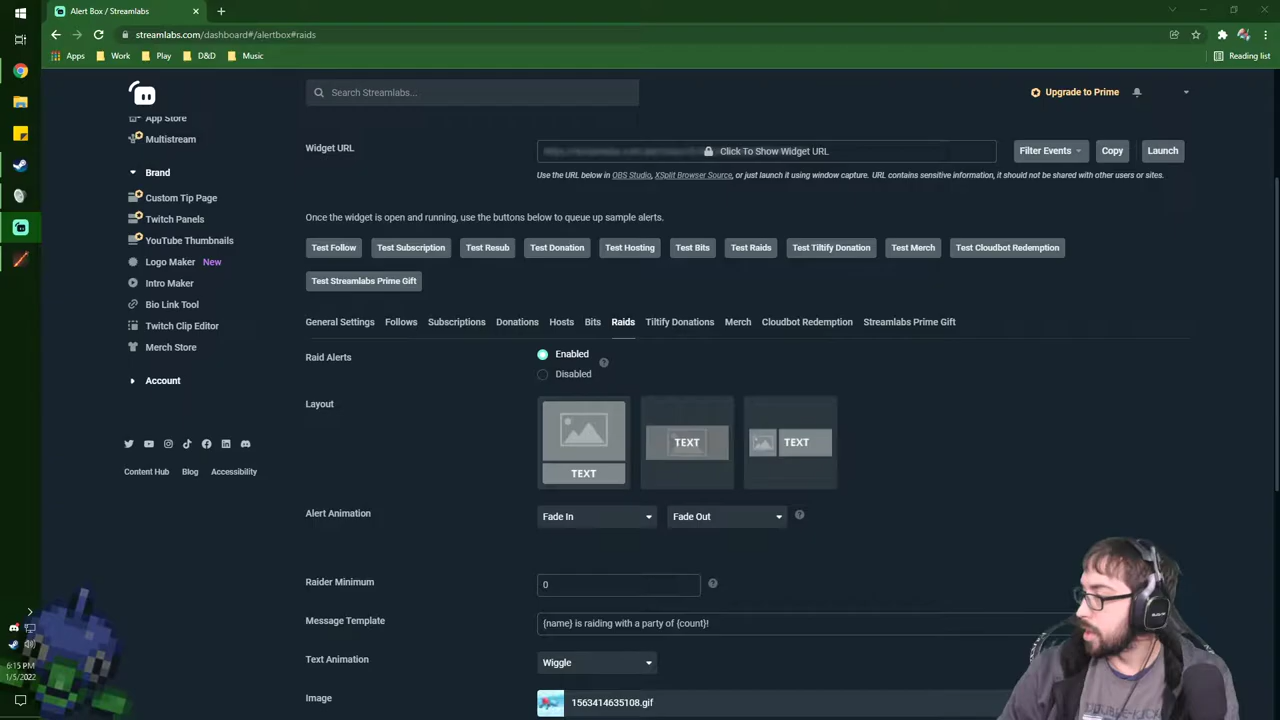 Alert Box / Streamlabs
streamlabs.com/dashboard#/alertbox#raids
Apps Work Play D&D Music Reading list
Search Streamlabs...
Upgrade to Prime
App Store
Multistream
Brand
Custom Tip Page
Twitch Panels
YouTube Thumbnails
Logo Maker New
Intro Maker
Bio Link Tool
Twitch Clip Editor
Merch Store
Account
Content Hub Blog Accessibility
Widget URL
Click To Show Widget URL
Filter Events Copy Launch
Use the URL below in OBS Studio, XSplit Browser Source, or just launch it using window capture. URL contains sensitive information, it should not be shared with other users or sites.
Once the widget is open and running, use the buttons below to queue up sample alerts.
Test Follow Test Subscription Test Resub Test Donation Test Hosting Test Bits Test Raids Test Tiltify Donation Test Merch Test Cloudbot Redemption
Test Streamlabs Prime Gift
General Settings Follows Subscriptions Donations Hosts Bits Raids Tiltify Donations Merch Cloudbot Redemption Streamlabs Prime Gift
Raid Alerts
Enabled
Disabled
Layout
TEXT
TEXT
TEXT
Alert Animation
Fade In Fade Out
Raider Minimum
0
Message Template
{name} is raiding with a party of {count}!
Text Animation
Wiggle
Image
1563414635108.gif
6:15 PM
1/5/2022